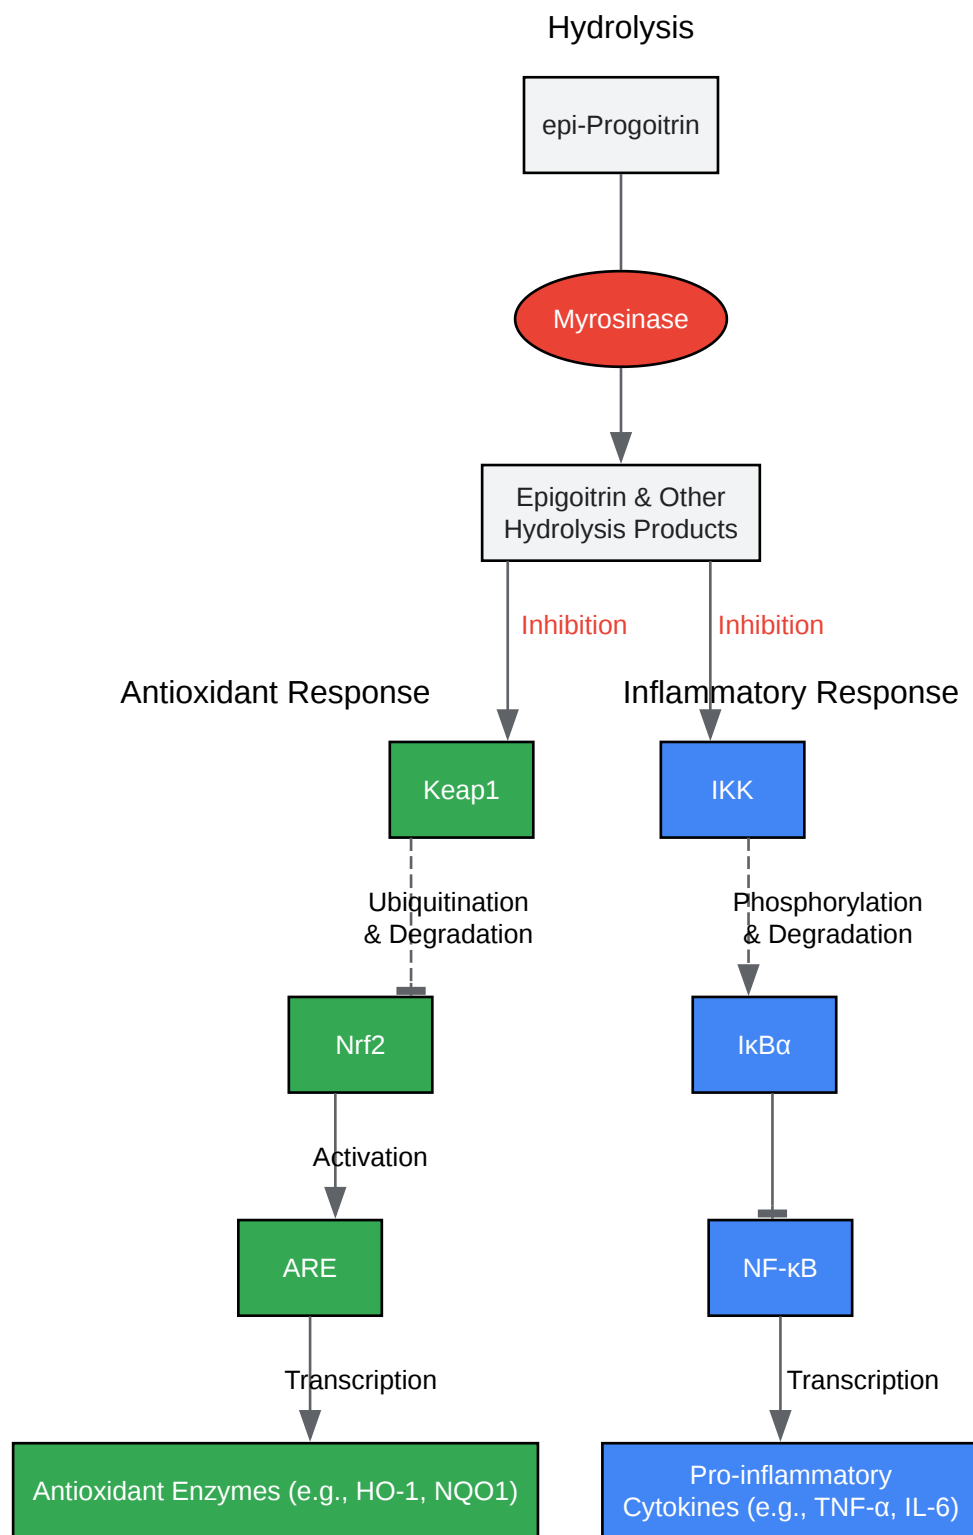 Hydrolysis
epi-Progoitrin
Myrosinase
Epigoitrin & Other
Hydrolysis Products
Inhibition
Inhibition
Antioxidant Response
Inflammatory Response
Keap1
IKK
Ubiquitination
& Degradation
Phosphorylation
& Degradation
Nrf2
IκBα
Activation
ARE
NF-κB
Transcription
Transcription
Antioxidant Enzymes (e.g., HO-1, NQO1)
Pro-inflammatory
Cytokines (e.g., TNF-α, IL-6)